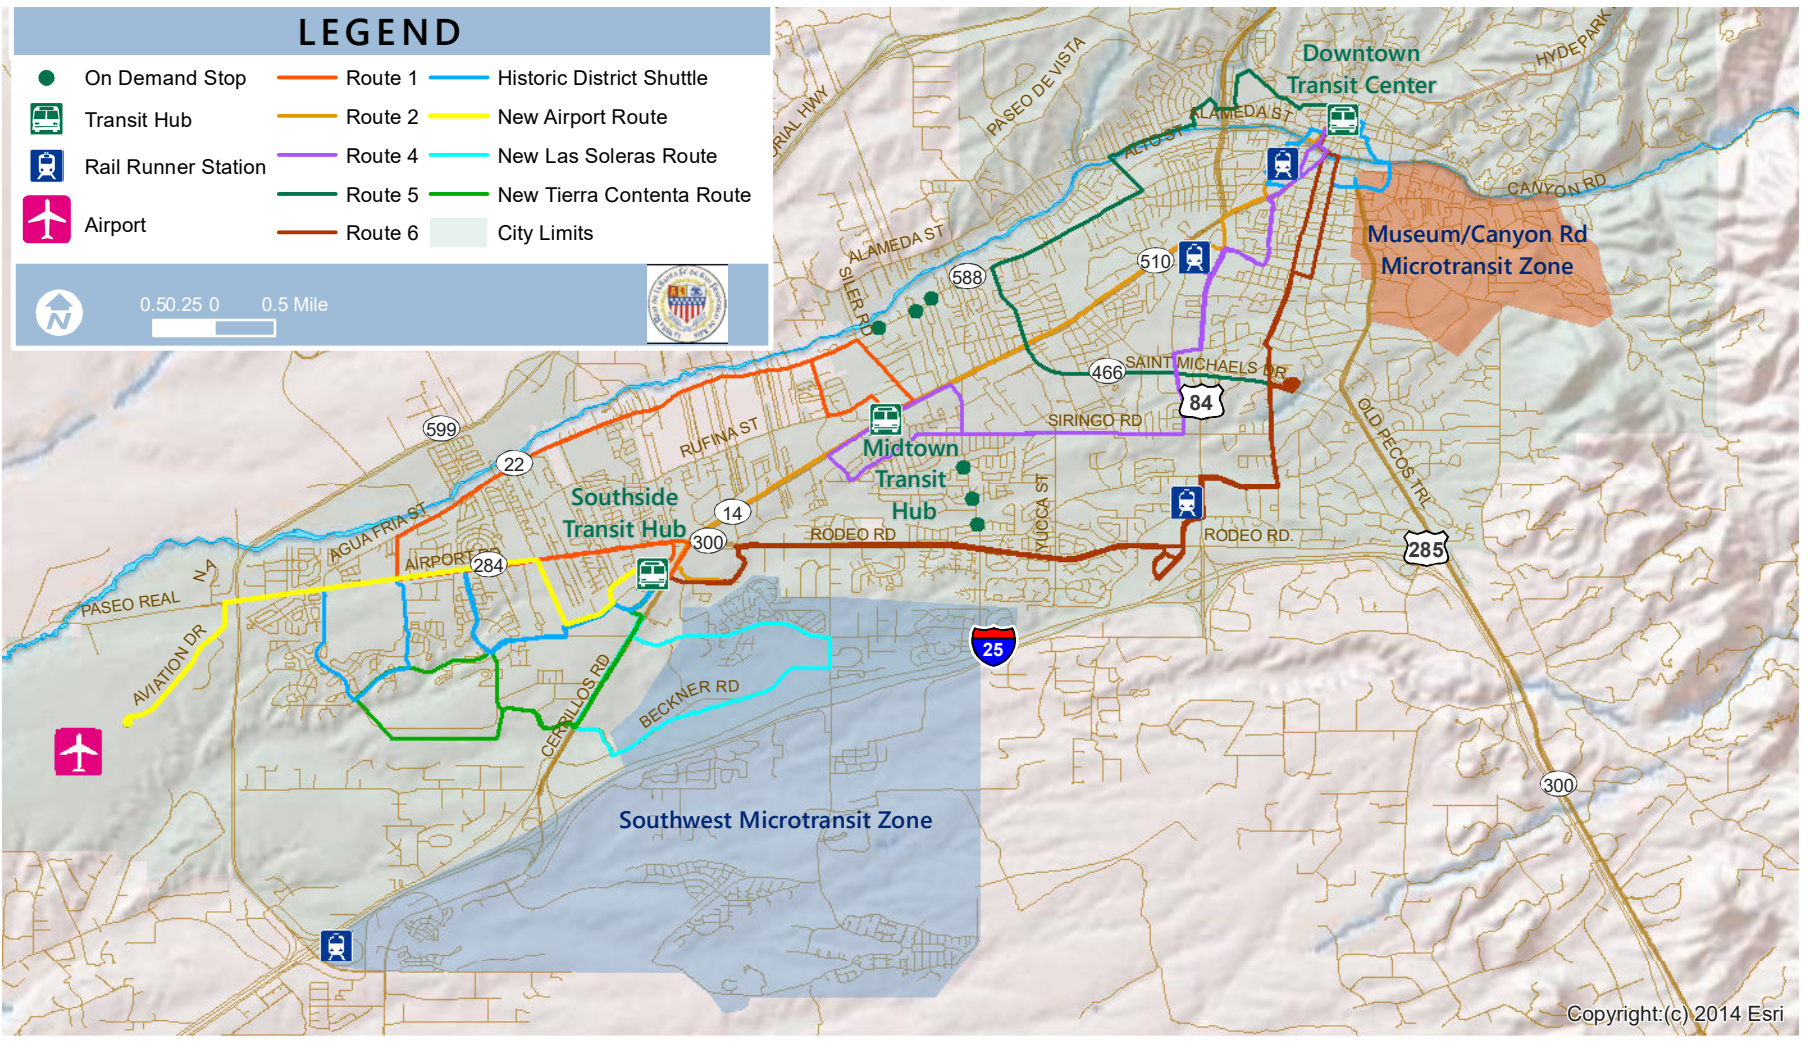 LEGEND
On Demand Stop
Transit Hub
Rail Runner Station
Airport
Route 1
Route 2
Route 4
Route 5
Route 6
Historic District Shuttle
New Airport Route
New Las Soleras Route
New Tierra Contenta Route
City Limits
N
0.50.25 0 0.5 Mile
RIAL HWY
PASEO DE VISTA
HYDE PARK
Downtown
Transit Center
ALAMEDA ST
ALTO ST
CANYON RD
Museum/Canyon Rd
Microtransit Zone
ALAMEDA ST
SILER RD
588
510
466
SAINT MICHAELS DR
84
SIRINGO RD
OLD PECOS TRL
599
22
RUFINA ST
Midtown
Transit
Hub
Southside
Transit Hub
14
300
RODEO RD
YUCCA ST
RODEO RD.
285
AGUA FRIA ST
AIRPORT
284
N A
PASEO REAL
AVIATION DR
CERRILLOS RD
BECKNER RD
25
300
Southwest Microtransit Zone
Copyright:(c) 2014 Esri